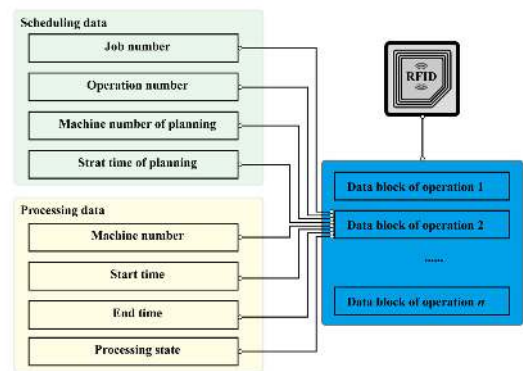 Scheduling data
Job number
Operation number
Machine number of planning
Strat time of planning
Processing data
Machine number
Start time
End time
Processing state
RFID
Data block of operation 1
Data block of operation 2
......
Data block of operation n